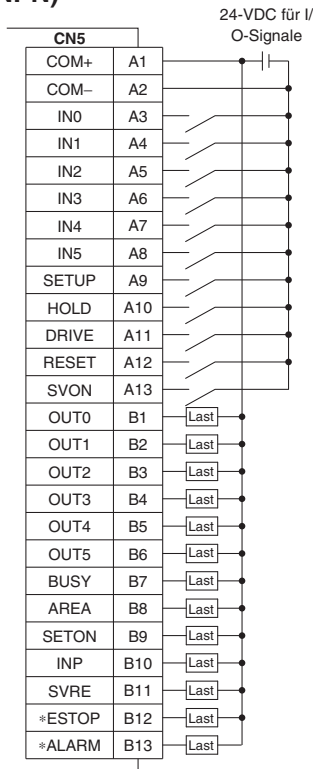 24-VDC für I/
O-Signale
CN5
COM+ A1
COM– A2
IN0 A3
IN1 A4
IN2 A5
IN3 A6
IN4 A7
IN5 A8
SETUP A9
HOLD A10
DRIVE A11
RESET A12
SVON A13
OUT0 B1 Last
OUT1 B2 Last
OUT2 B3 Last
OUT3 B4 Last
OUT4 B5 Last
OUT5 B6 Last
BUSY B7 Last
AREA B8 Last
SETON B9 Last
INP B10 Last
SVRE B11 Last
*ESTOP B12 Last
*ALARM B13 Last